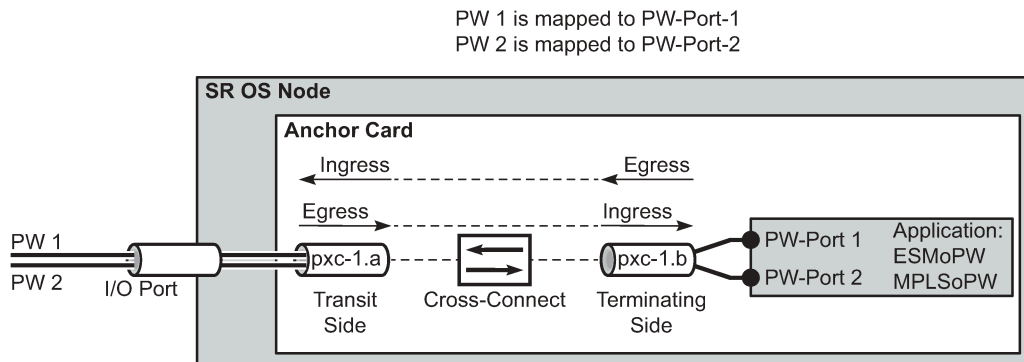 PW 1 is mapped to PW-Port-1
PW 2 is mapped to PW-Port-2
SR OS Node
Anchor Card
Ingress
Egress
Egress
Ingress
PW 1
PW 2
I/O Port
pxc-1.a
Transit
Side
Cross-Connect
pxc-1.b
Terminating
Side
PW-Port 1
PW-Port 2
Application:
ESMoPW
MPLSoPW